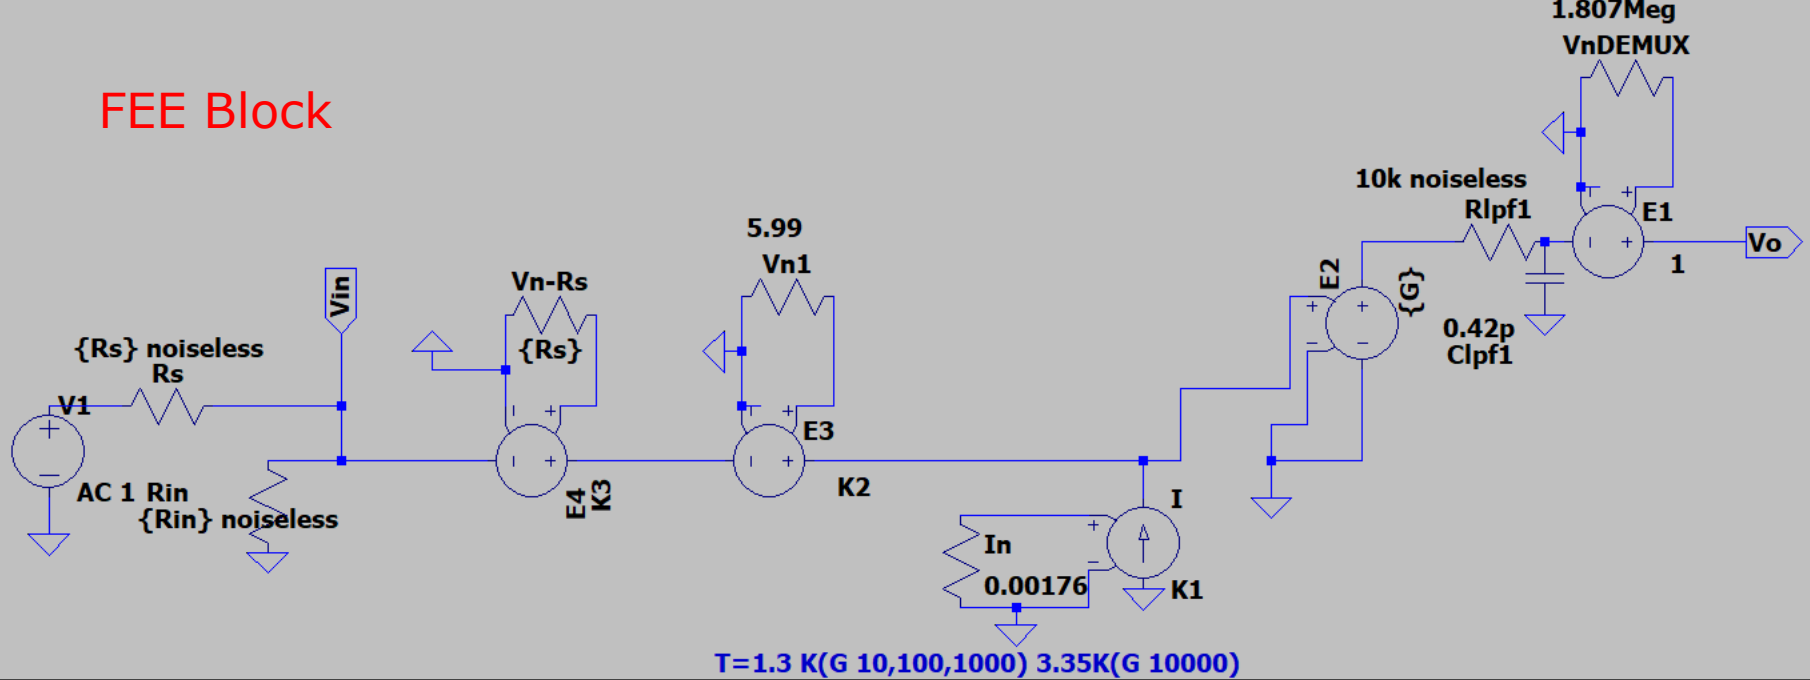 1.807Meg
VnDEMUX
FEE Block
10k noiseless
Rlpf1
E1
Vo
1
5.99
Vn1
E2
{G}
Vn-Rs
{Rs}
Vin
0.42p
Clpf1
{Rs} noiseless
Rs
V1
E3
K2
E4
K3
AC 1
Rin
{Rin} noiseless
I
In
0.00176
K1
T=1.3 K(G 10,100,1000) 3.35K(G 10000)